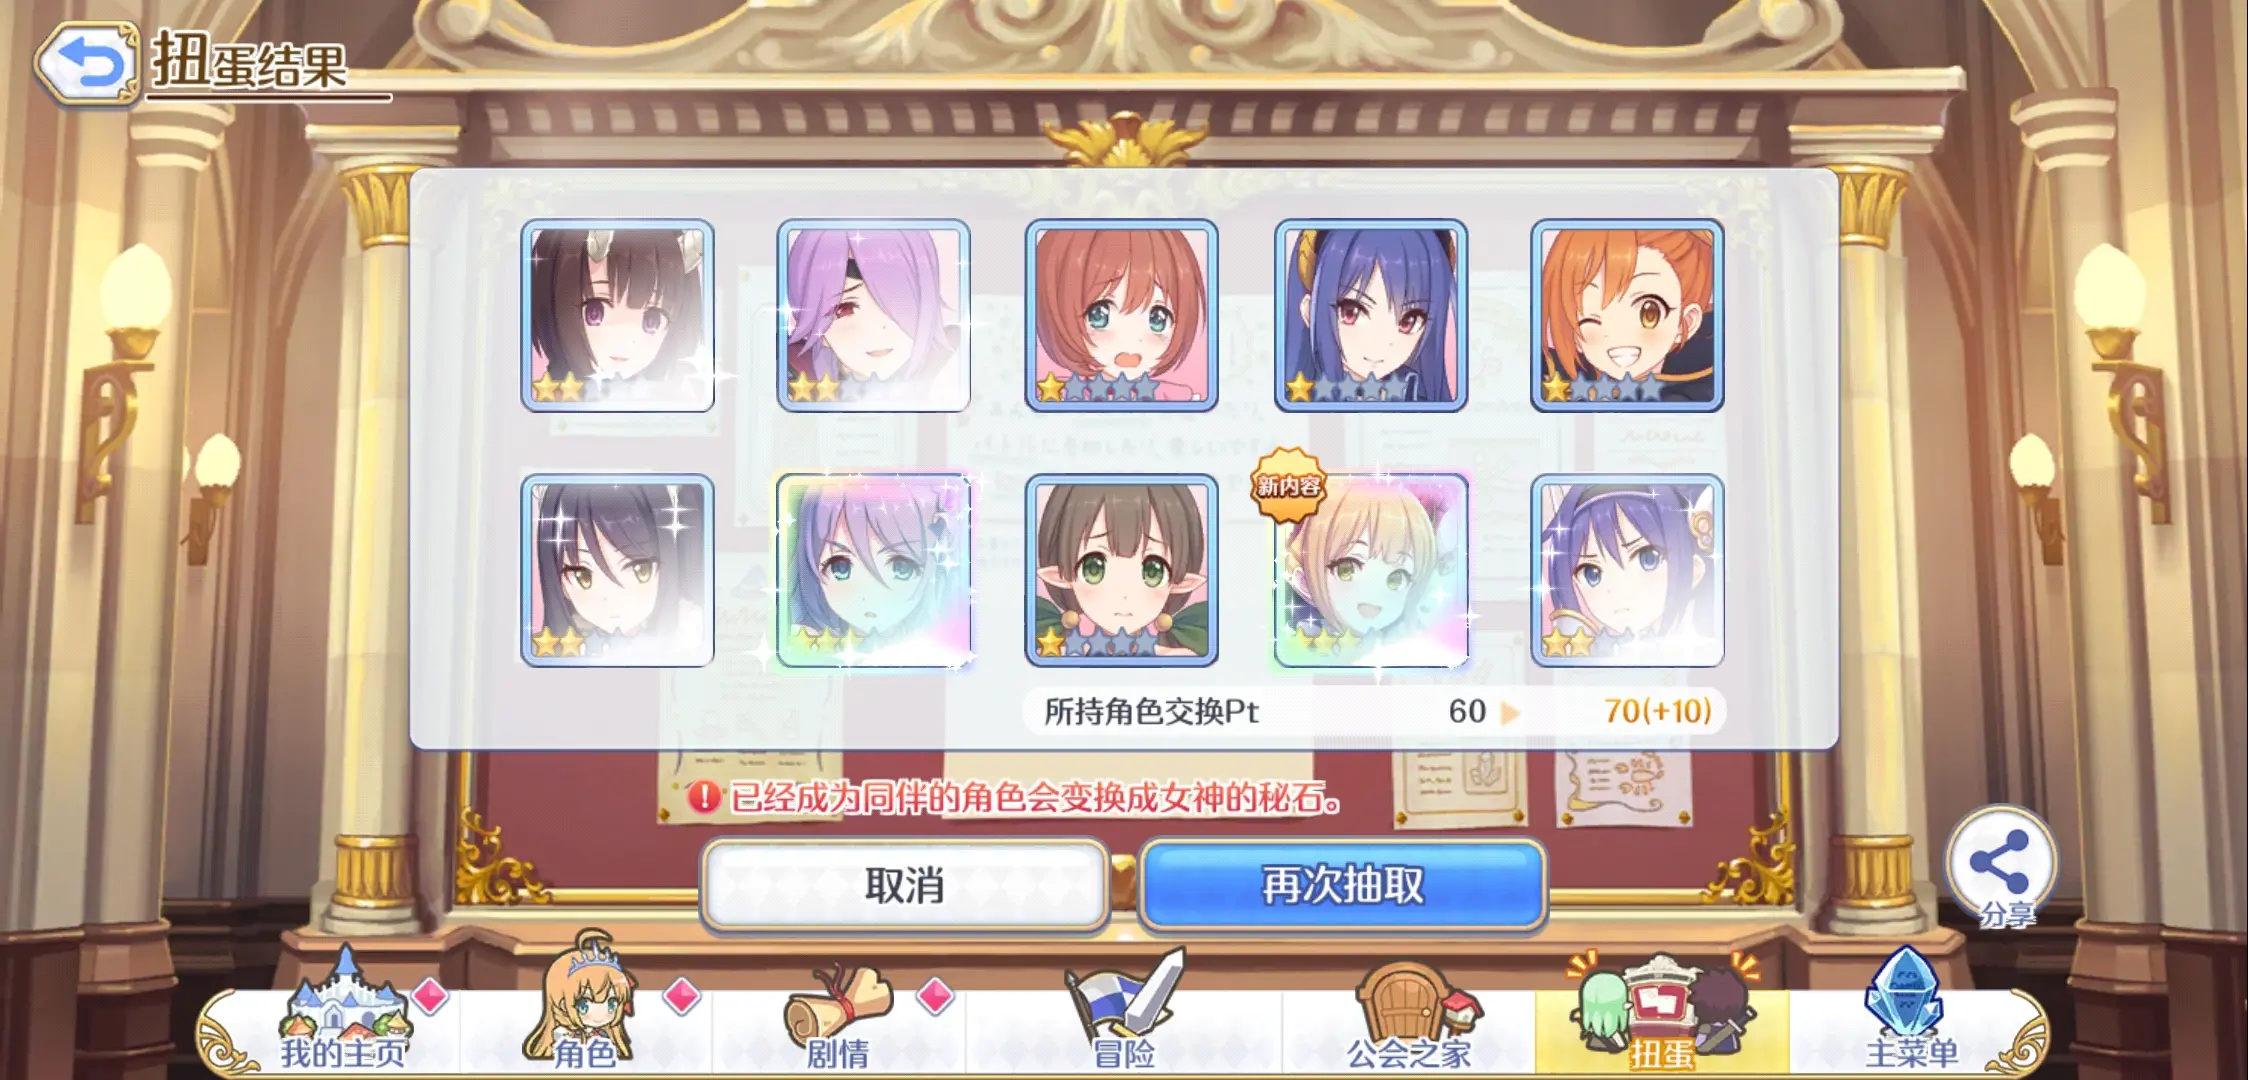 扭蛋结果
新内容
所持角色交换Pt 60 70(+10)
已经成为同伴的角色会变换成女神的秘石。
取消
再次抽取
分享
我的主页
角色
剧情
冒险
公会之家
扭蛋
主菜单